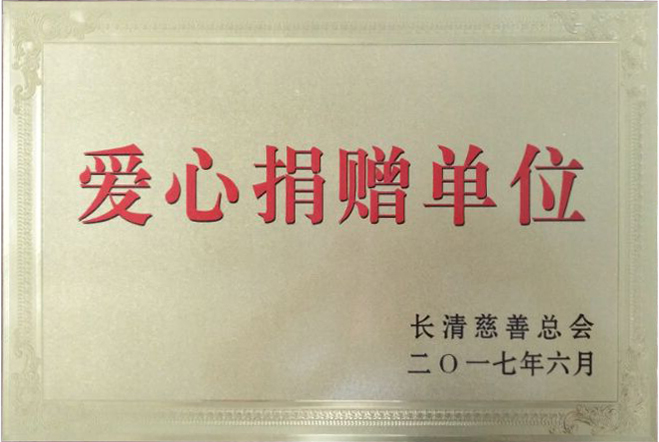 爱心捐赠单位
长清慈善总会
二〇一七年六月